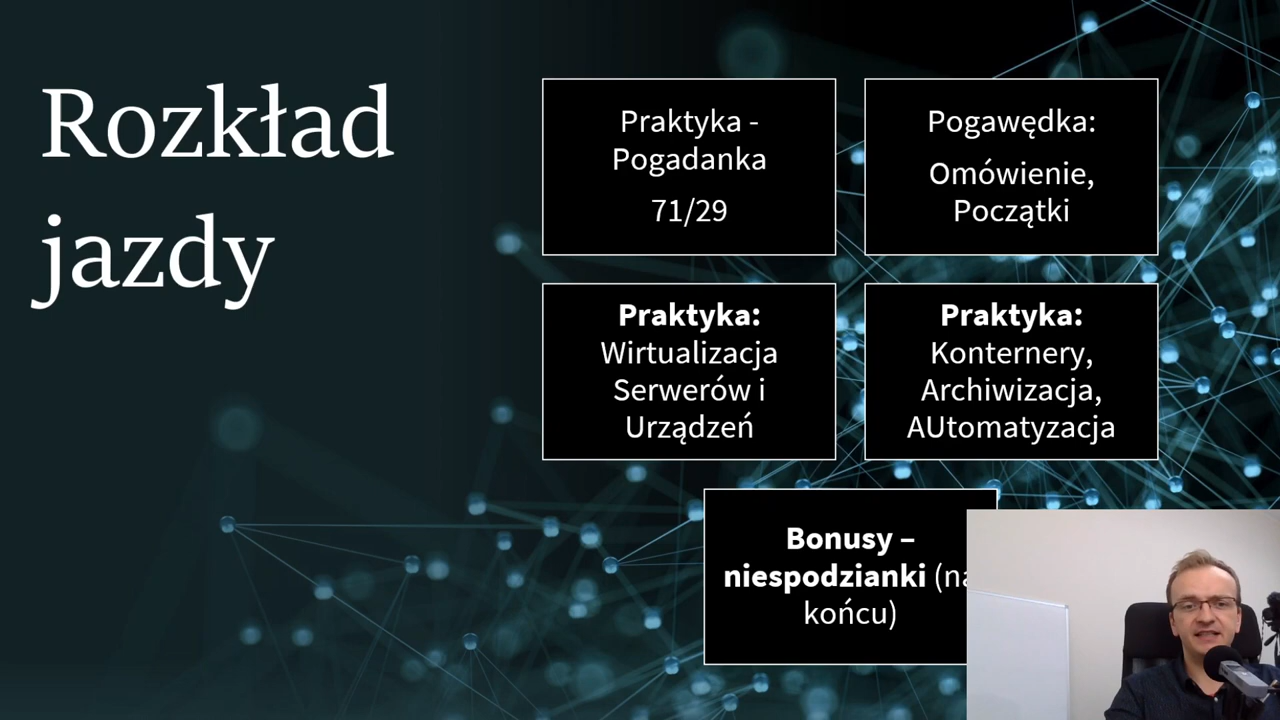 Rozkład
jazdy
Praktyka -
Pogadanka
71/29
Pogawędka:
Omówienie,
Początki
Praktyka:
Wirtualizacja
Serwerów i
Urządzeń
Praktyka:
Konternery,
Archiwizacja,
AUtomatyzacja
Bonusy –
niespodzianki
końcu)